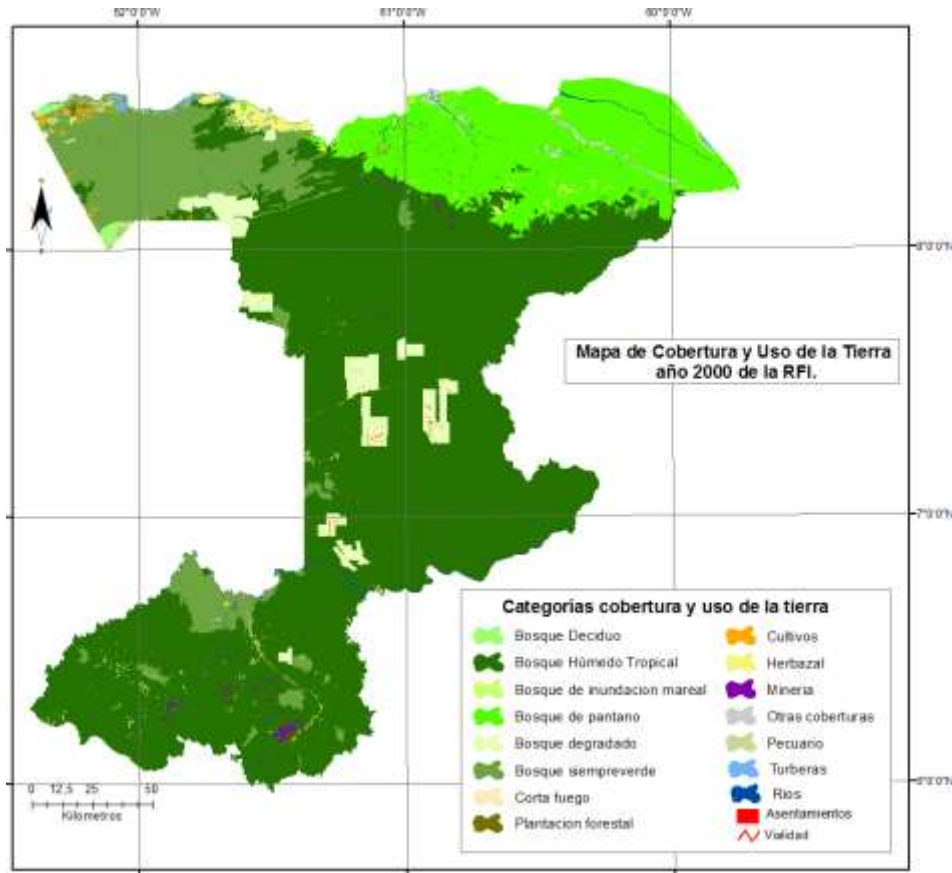 62°0'0"W 61°0'0"W 60°0'0"W
8°0'0"N
Mapa de Cobertura y Uso de la Tierra
año 2000 de la RFI.
7°0'0"N
Categorías cobertura y uso de la tierra
Bosque Deciduo
Bosque Húmedo Tropical
Bosque de inundacion mareal
Bosque de pantano
Bosque degradado
Bosque siempreverde
Corta fuego
Plantacion forestal
Cultivos
Herbazal
Mineria
Otras coberturas
Pecuario
Turberas
Rios
Asentamientos
Vialidad
6°0'0"N
0 12,5 25 50
Kilometros